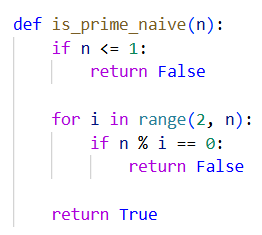 def is_prime_naive(n):
    if n <= 1:
        return False

    for i in range(2, n):
        if n % i == 0:
            return False

    return True